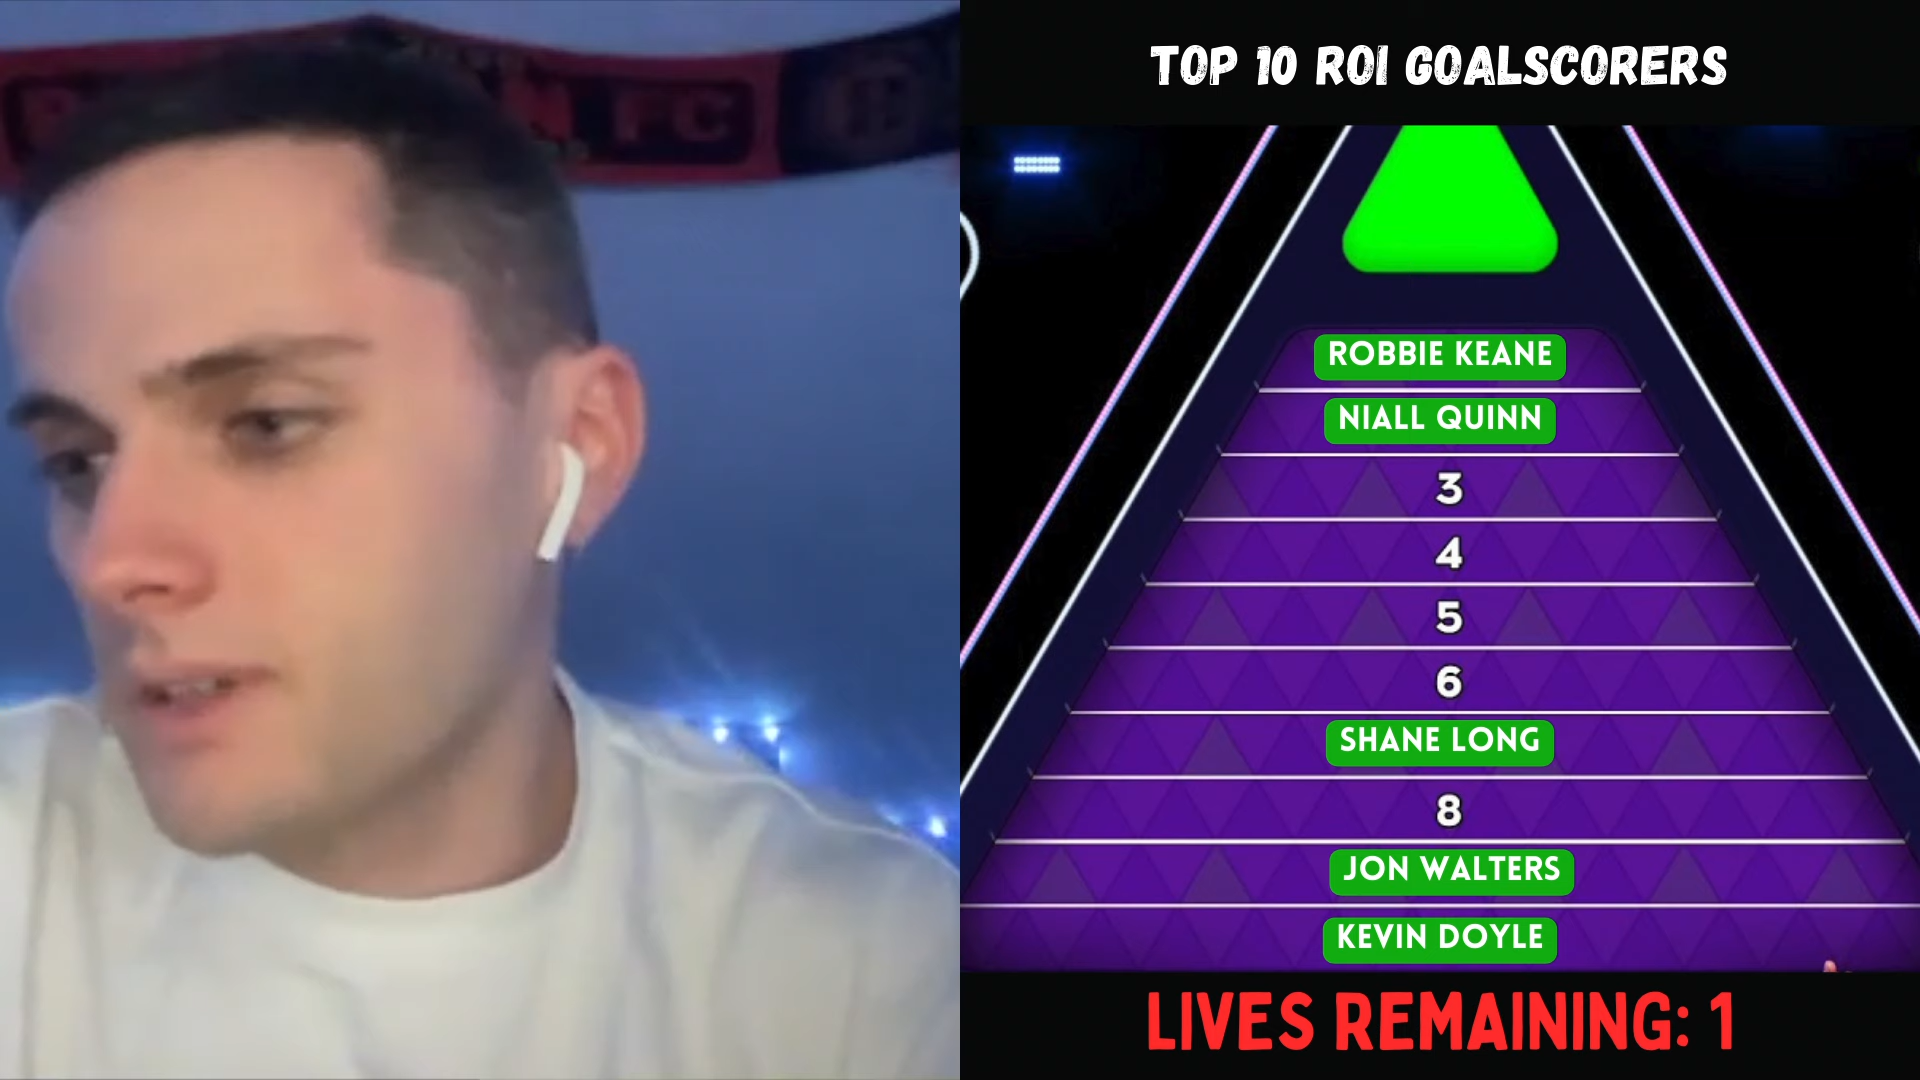 FC
TOP 10 ROI GOALSCORERS
ROBBIE KEANE
NIALL QUINN
3
4
5
6
SHANE LONG
8
JON WALTERS
KEVIN DOYLE
LIVES REMAINING: 1